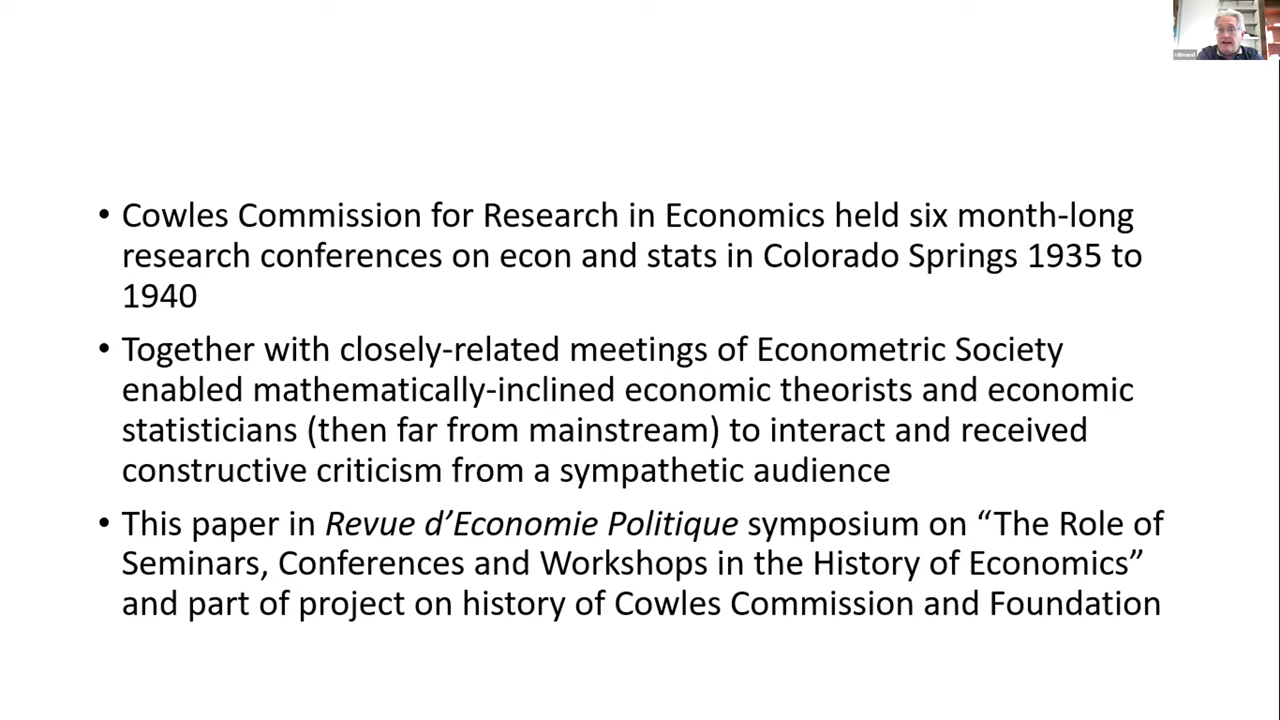 rdimand
• Cowles Commission for Research in Economics held six month-long
research conferences on econ and stats in Colorado Springs 1935 to
1940
• Together with closely-related meetings of Econometric Society
enabled mathematically-inclined economic theorists and economic
statisticians (then far from mainstream) to interact and received
constructive criticism from a sympathetic audience
• This paper in Revue d’Economie Politique symposium on “The Role of
Seminars, Conferences and Workshops in the History of Economics”
and part of project on history of Cowles Commission and Foundation